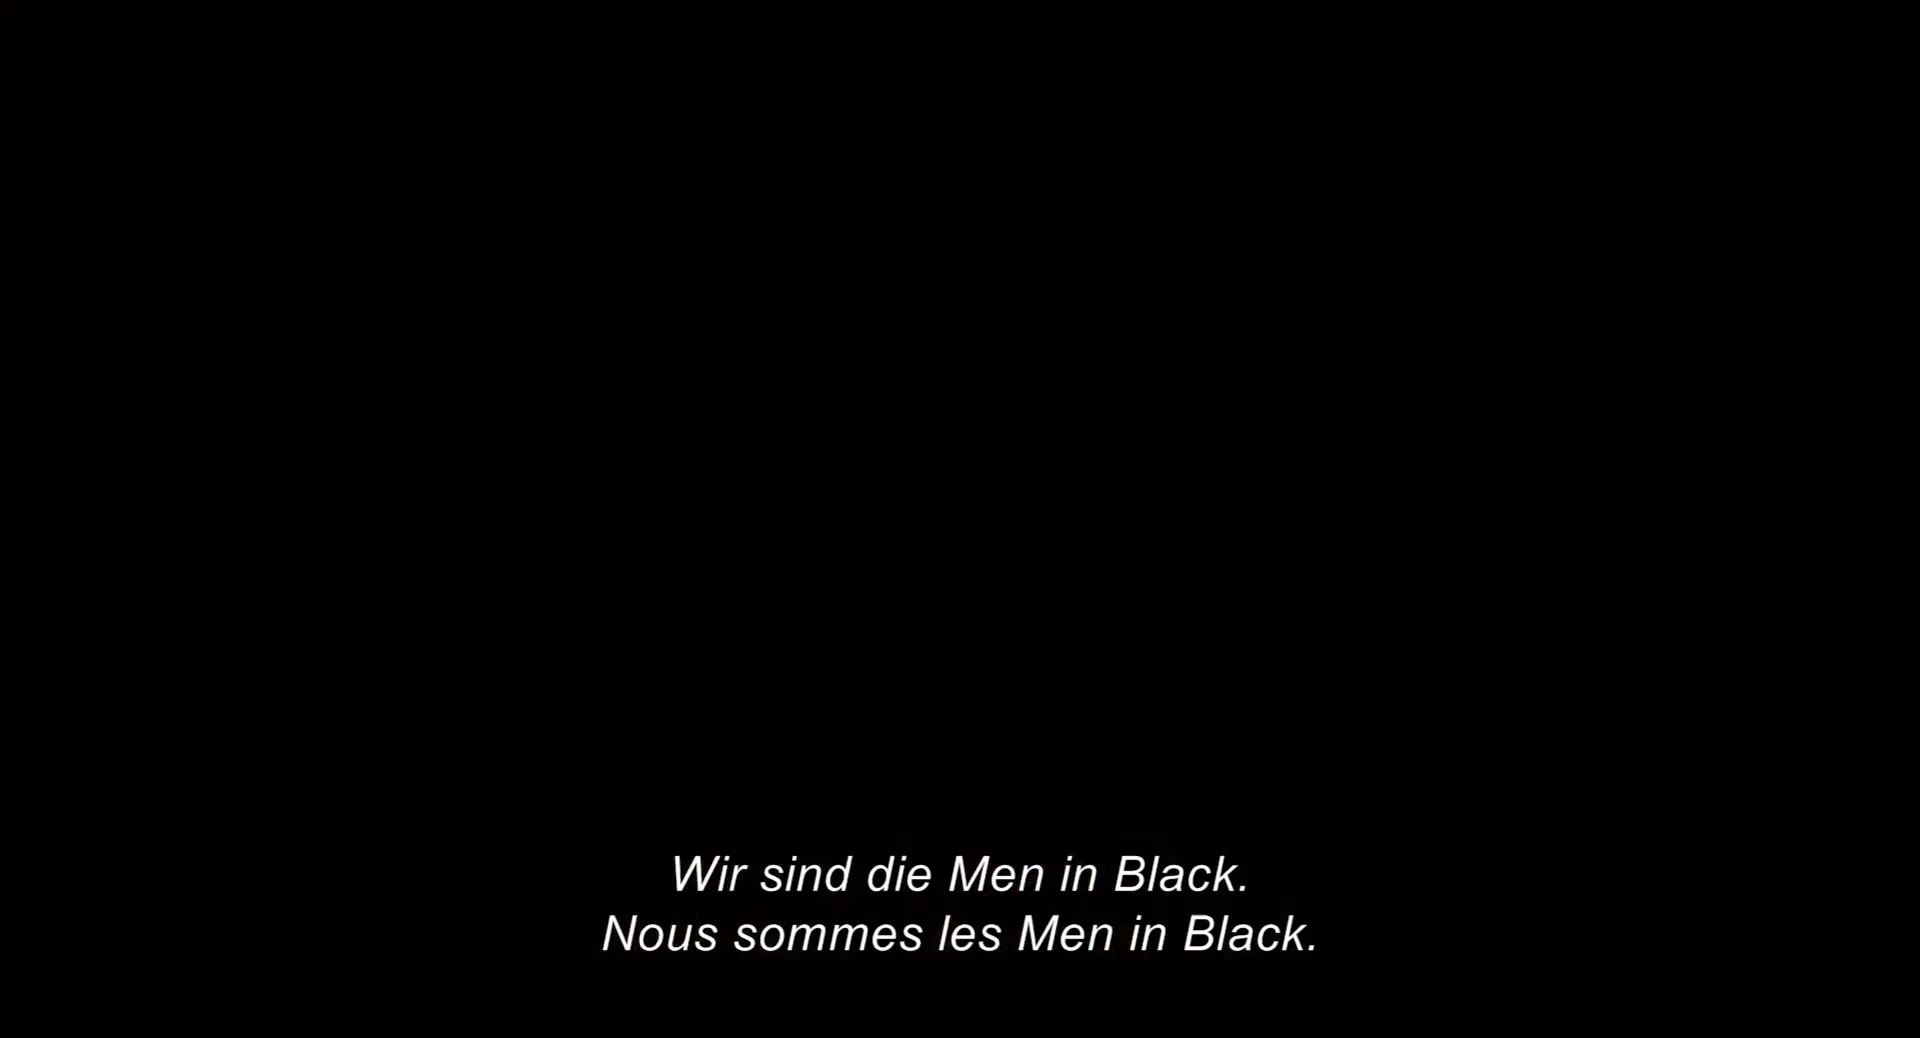 Wir sind die Men in Black.
Nous sommes les Men in Black.